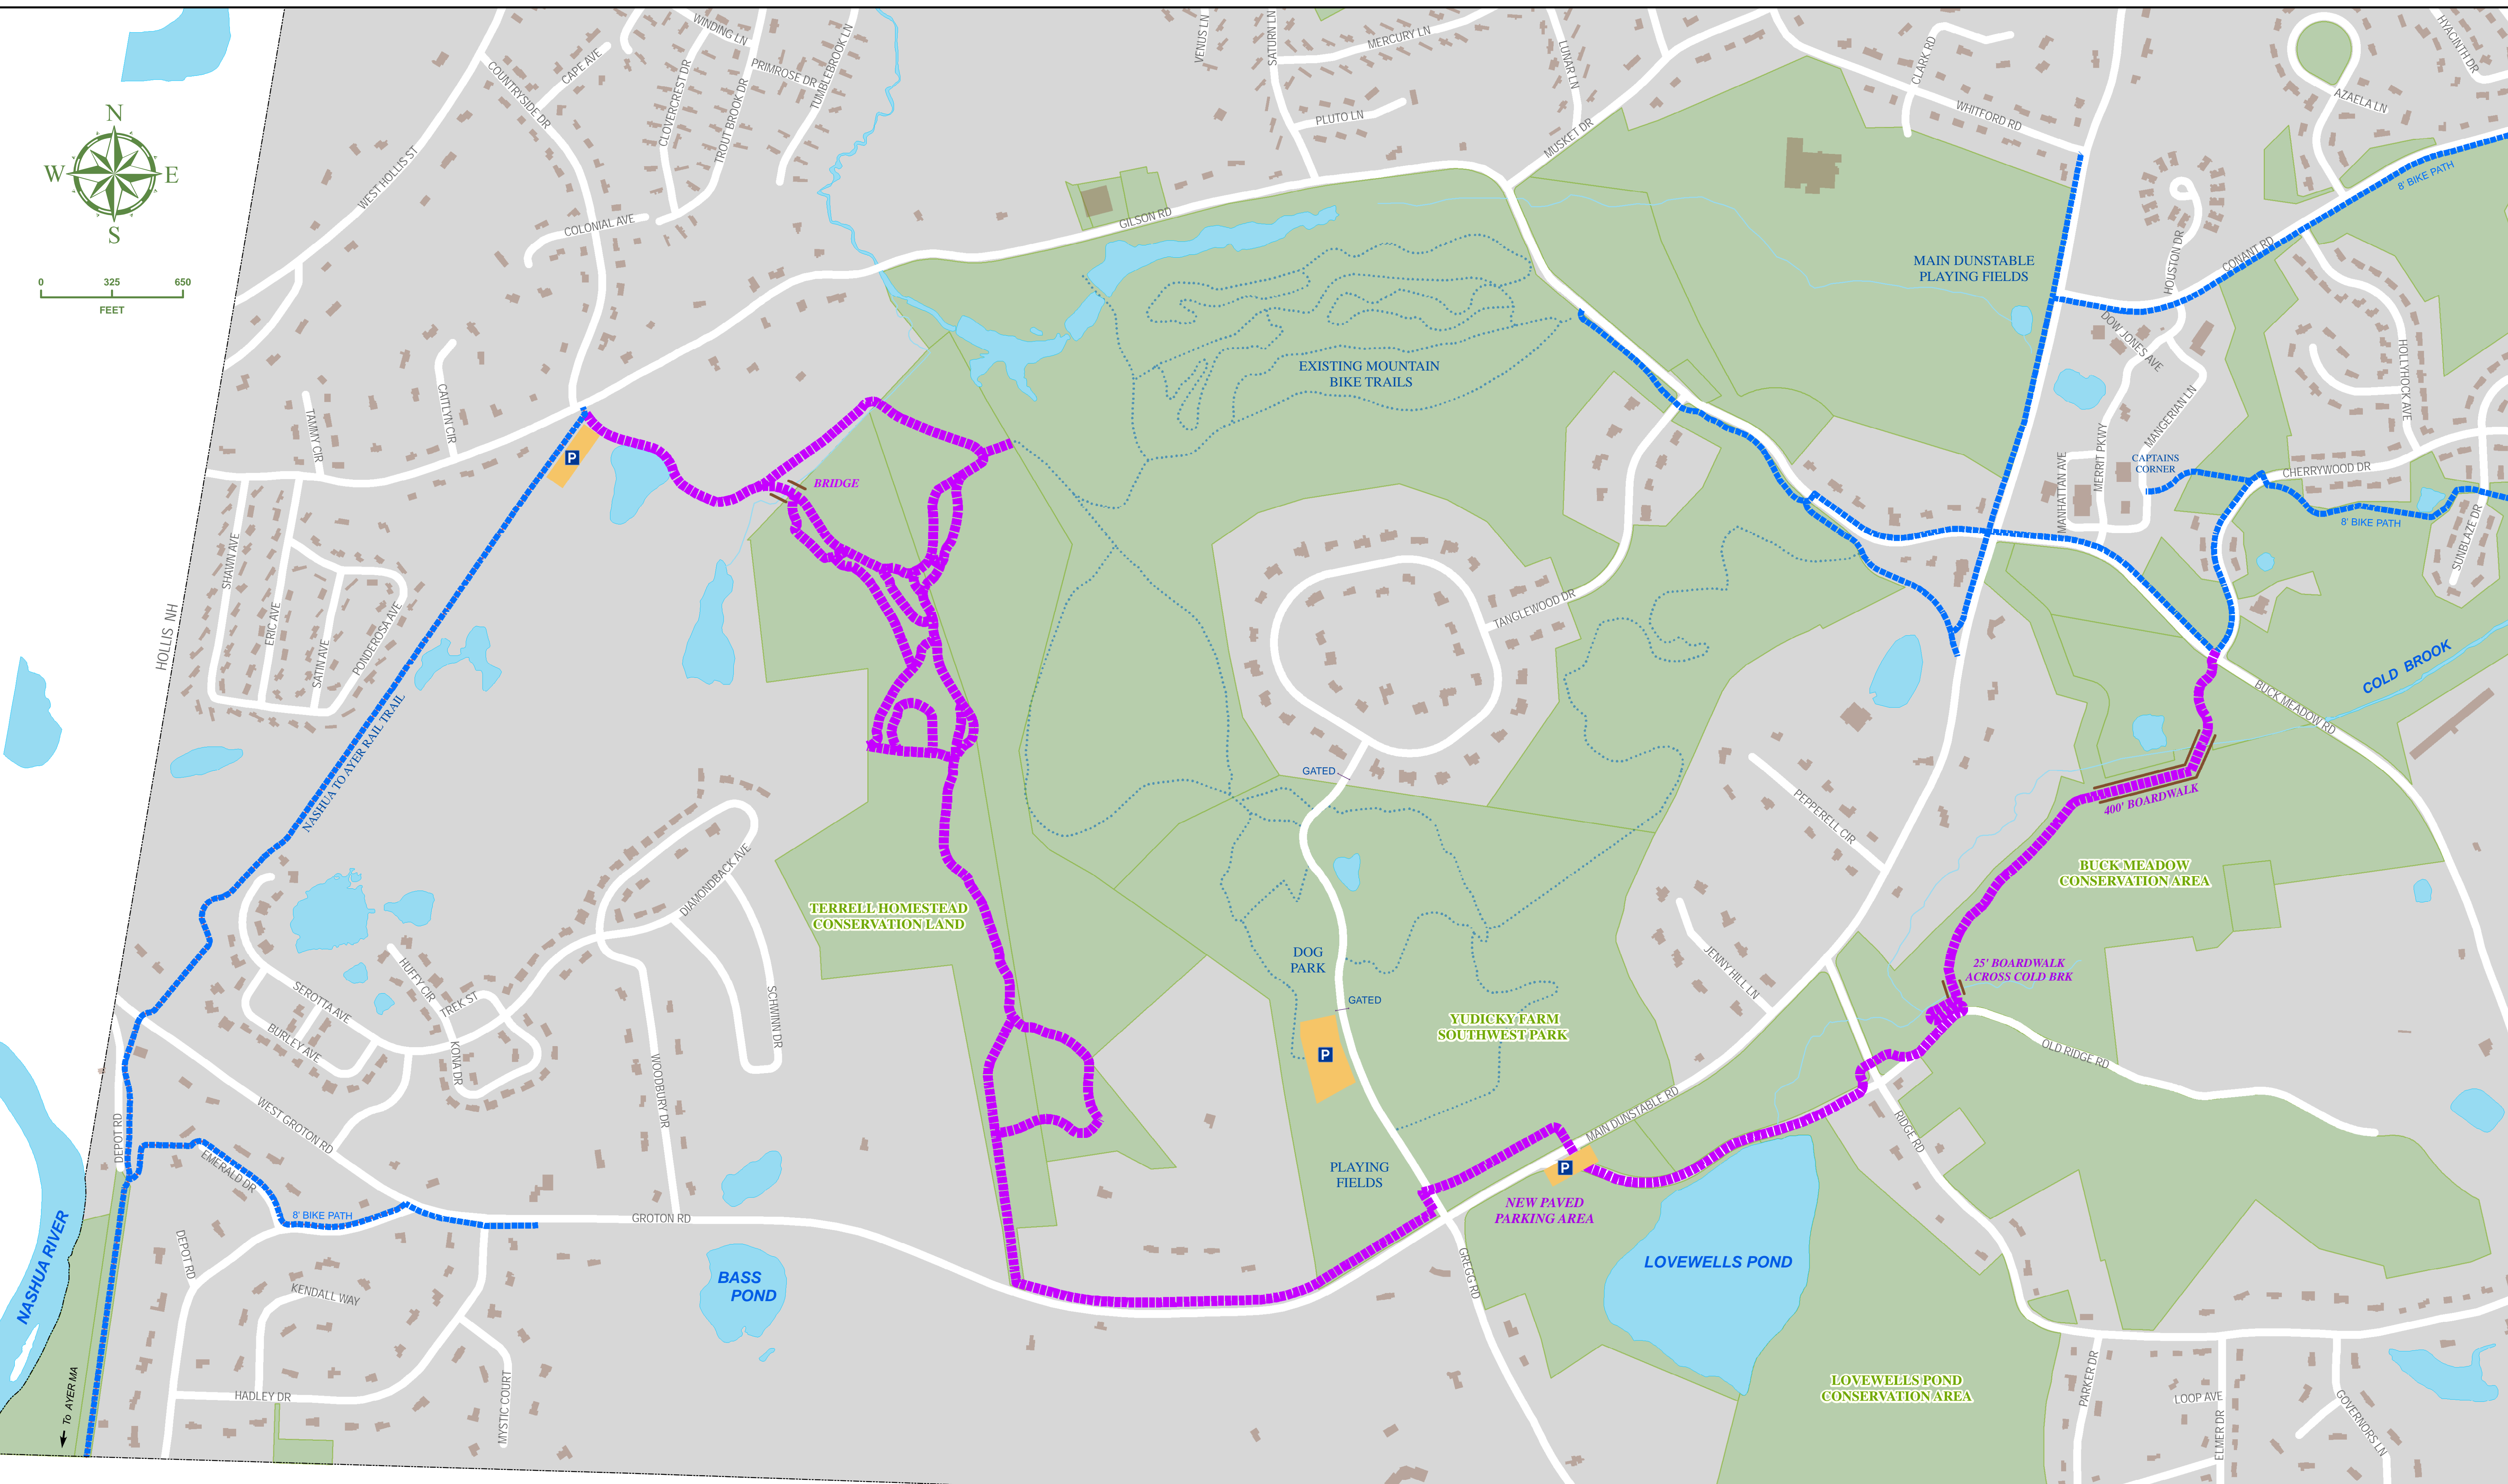 WINDING LN
VENUS LN
SATURN LN
MERCURY LN
LUNAR LN
CLARK RD
HYACINTH DR
COUNTRYSIDE DR
CAPE AVE
CLOVERCREST DR
PRIMROSE DR
TROUT BROOK DR
TUMBLEBROOK LN
PLUTO LN
MUSKET DR
WHITFORD RD
AZAELA LN
N
W
E
S
WEST HOLLIS ST
8' BIKE PATH
COLONIAL AVE
GILSON RD
0
325
650
FEET
MAIN DUNSTABLE
PLAYING FIELDS
HOUSTON DR
CONANT RD
DOW JONES AVE
HOLLYHOCK AVE
EXISTING MOUNTAIN
BIKE TRAILS
TAMMY CIR
CAITLYN CIR
MANGERIAN LN
P
BRIDGE
MANHATTAN AVE
MERRIT PKWY
CAPTAINS
CORNER
CHERRYWOOD DR
8' BIKE PATH
SUNBLAZE DR
SHAWN AVE
ERIC AVE
SATIN AVE
PONDEROSA AVE
HOLLIS NH
TANGLEWOOD DR
COLD BROOK
BUCK MEADOW RD
NASHUA TO AYER RAIL TRAIL
GATED
PEPPERELL CIR
400' BOARDWALK
BUCK MEADOW
CONSERVATION AREA
DIAMONDBACK AVE
TERRELL HOMESTEAD
CONSERVATION LAND
DOG
PARK
JENNY HILL LN
25' BOARDWALK
ACROSS COLD BRK
HUFFY CIR
SEROTTA AVE
TREK ST
BURLEY AVE
KONA DR
SCHWINN DR
WOODBURY DR
GATED
YUDICKY FARM
SOUTHWEST PARK
P
OLD RIDGE RD
WEST GROTON RD
DEPOT RD
MAIN DUNSTABLE RD
RIDGE RD
EMERALD DR
P
PLAYING
FIELDS
8' BIKE PATH
GROTON RD
NEW PAVED
PARKING AREA
DEPOT RD
NASHUA RIVER
BASS
POND
GREGG RD
LOVEWELLS POND
KENDALL WAY
HADLEY DR
MYSTIC COURT
To AYER MA
LOVEWELLS POND
CONSERVATION AREA
PARKER DR
LOOP AVE
ELMER DR
GOVERNORS LN